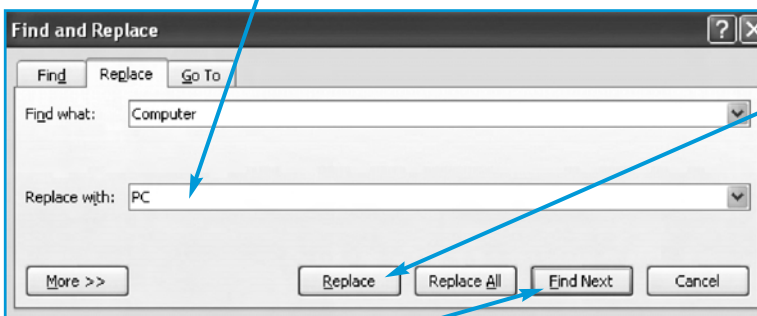 Find and Replace
Find Replace Go To
Find what: Computer
Replace with: PC
More >> Replace Replace All Find Next Cancel